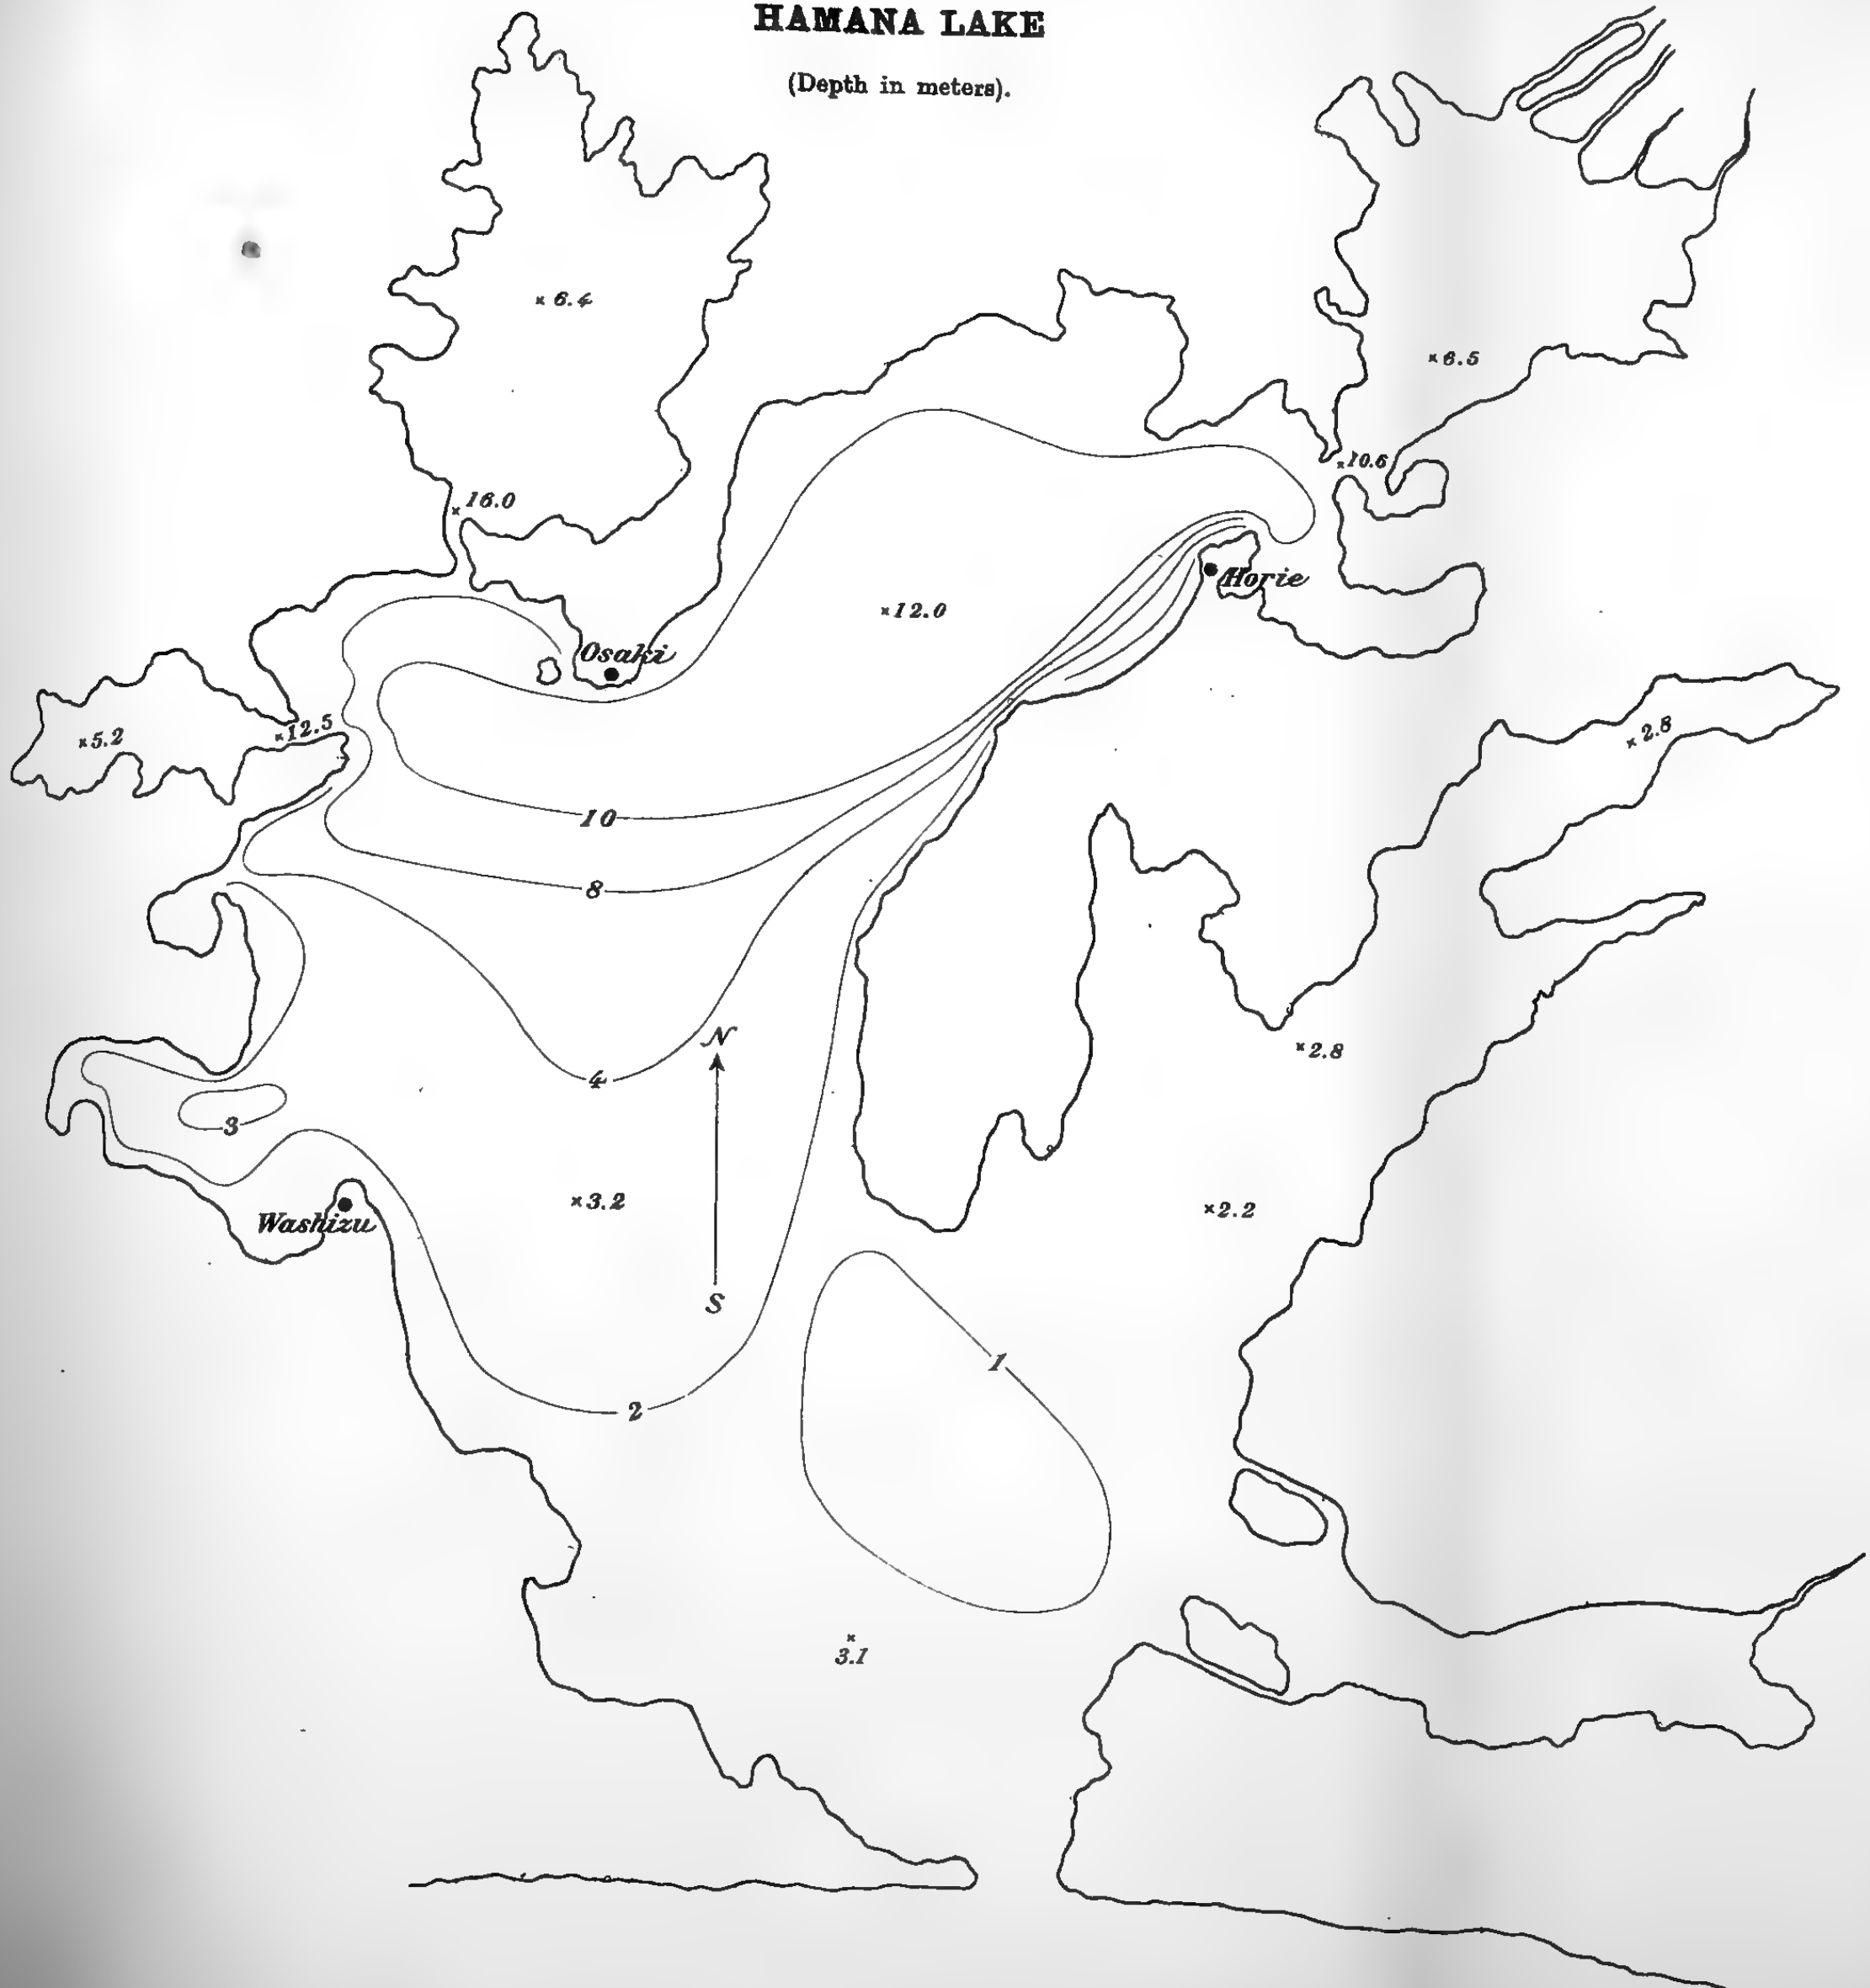 HAMANA LAKE
(Depth in meters).
6.4
6.5
10.6
16.0
Horie
12.0
Osaki
12.5
5.2
2.8
10
8
N
2.8
4
3
3.2
2.2
Washizu
S
1
2
3.1